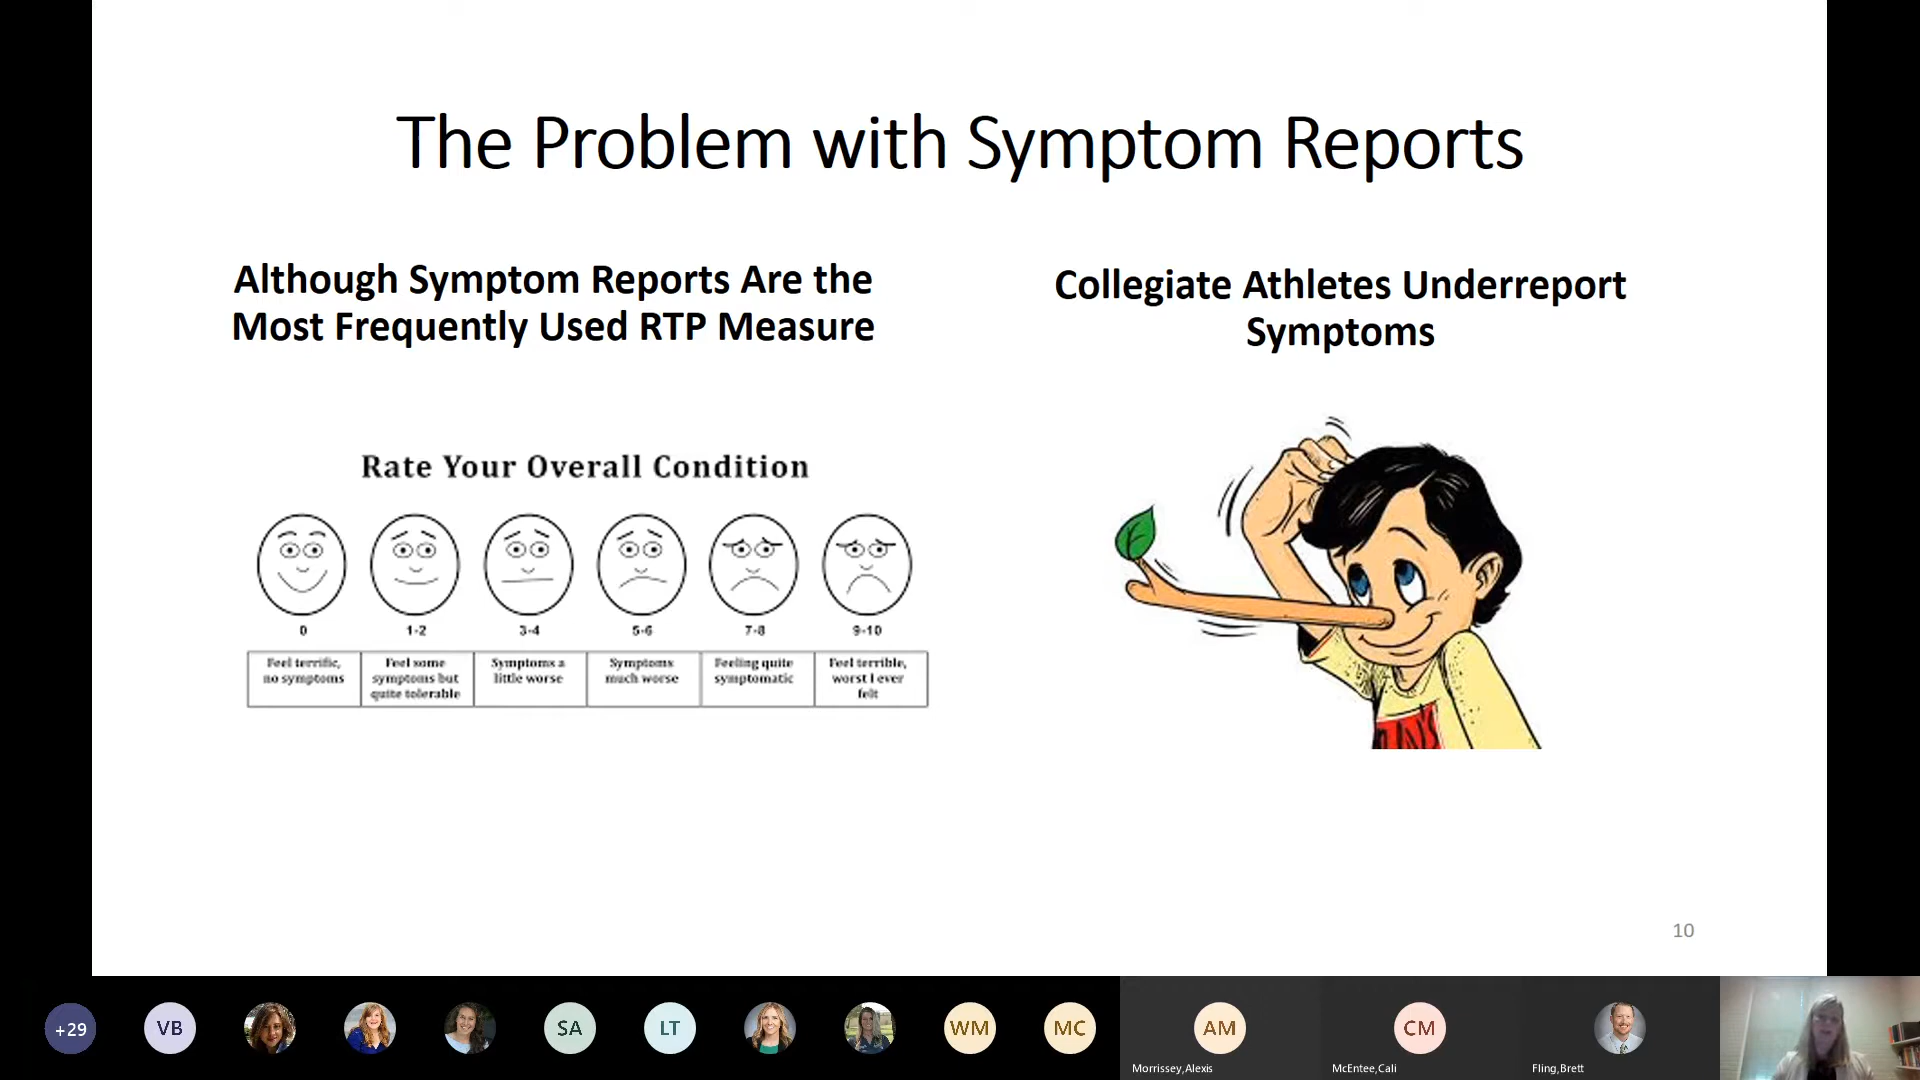 The Problem with Symptom Reports
Although Symptom Reports Are the
Most Frequently Used RTP Measure
Collegiate Athletes Underreport
Symptoms
Rate Your Overall Condition
0
1-2
3-4
5-6
7-8
9-10
Feel terrific,
no symptoms
Feel some
symptoms but
quite tolerable
Symptoms a
little worse
Symptoms
much worse
Feeling quite
symptomatic
Feel terrible,
worst I ever
felt
10
+29
VB
SA
LT
WM
MC
AM
Morrissey,Alexis
CM
McEntee,Cali
Fling,Brett